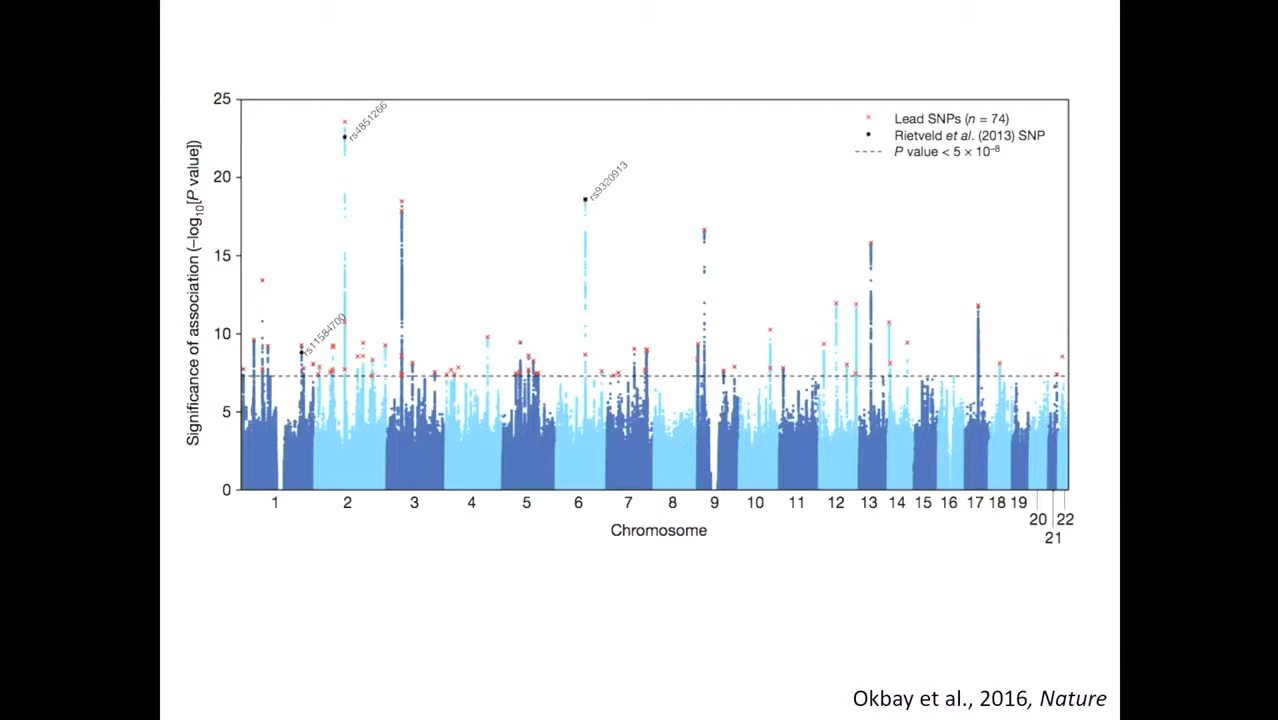 25
20
15
10
5
0
Significance of association (–log10[P value])
rs4851266
rs9320913
rs11584700
Lead SNPs (n = 74)
Rietveld et al. (2013) SNP
P value < 5 × 10–8
1 2 3 4 5 6 7 8 9 10 11 12 13 14 15 16 17 18 19
20 22
21
Chromosome
Okbay et al., 2016, Nature